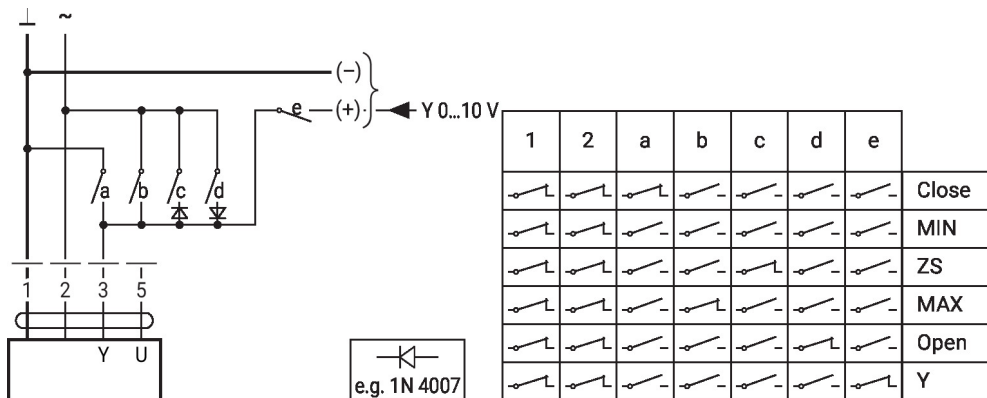 ⊥ ~
(−)
e (+) Y 0...10 V
a b c d
1 2 3 5
Y U
e.g. 1N 4007
1 2 a b c d e
Close
MIN
ZS
MAX
Open
Y